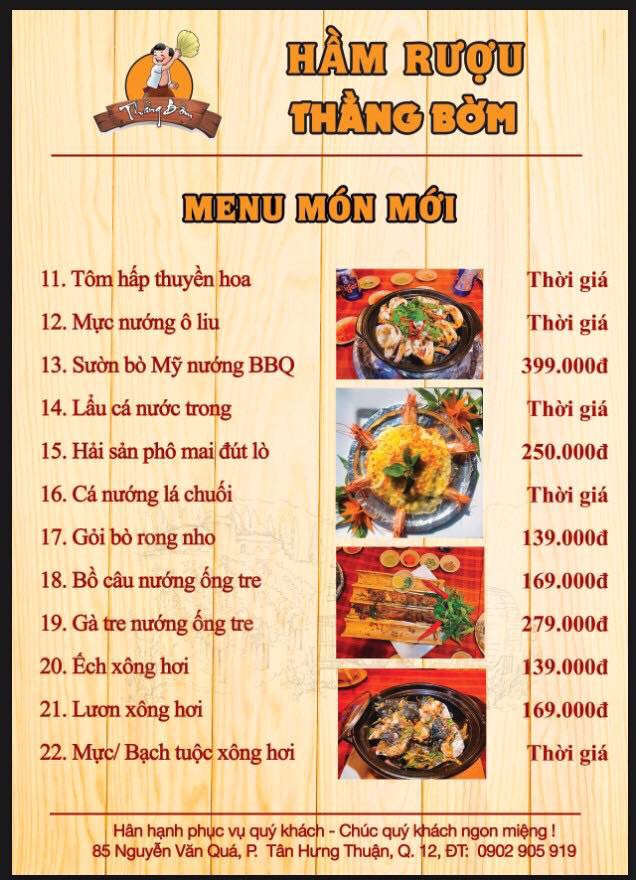 Thằng Bờm
HẦM RƯỢU
THẰNG BỜM
MENU MÓN MỚI
11. Tôm hấp thuyền hoa Thời giá
12. Mực nướng ô liu Thời giá
13. Sườn bò Mỹ nướng BBQ 399.000đ
14. Lẩu cá nước trong Thời giá
15. Hải sản phô mai đút lò 250.000đ
16. Cá nướng lá chuối Thời giá
17. Gỏi bò rong nho 139.000đ
18. Bồ câu nướng ống tre 169.000đ
19. Gà tre nướng ống tre 279.000đ
20. Ếch xông hơi 139.000đ
21. Lươn xông hơi 169.000đ
22. Mực/ Bạch tuộc xông hơi Thời giá
Hân hạnh phục vụ quý khách - Chúc quý khách ngon miệng !
85 Nguyễn Văn Quá, P. Tân Hưng Thuận, Q. 12, ĐT: 0902 905 919